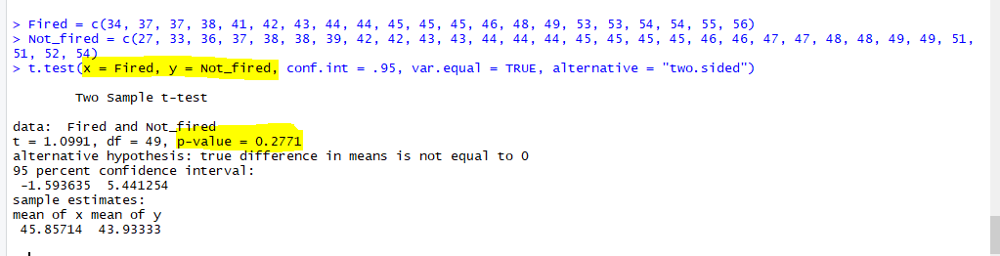 > Fired = c(34, 37, 37, 38, 41, 42, 43, 44, 44, 45, 45, 45, 46, 48, 49, 53, 53, 54, 54, 55, 56)
> Not_fired = c(27, 33, 36, 37, 38, 38, 39, 42, 42, 43, 43, 44, 44, 44, 45, 45, 45, 45, 46, 46, 47, 47, 48, 48, 49, 49, 51,
51, 52, 54)
> t.test(x = Fired, y = Not_fired, conf.int = .95, var.equal = TRUE, alternative = "two.sided")
Two Sample t-test
data: Fired and Not_fired
t = 1.0991, df = 49, p-value = 0.2771
alternative hypothesis: true difference in means is not equal to 0
95 percent confidence interval:
-1.593635 5.441254
sample estimates:
mean of x mean of y
45.85714 43.93333